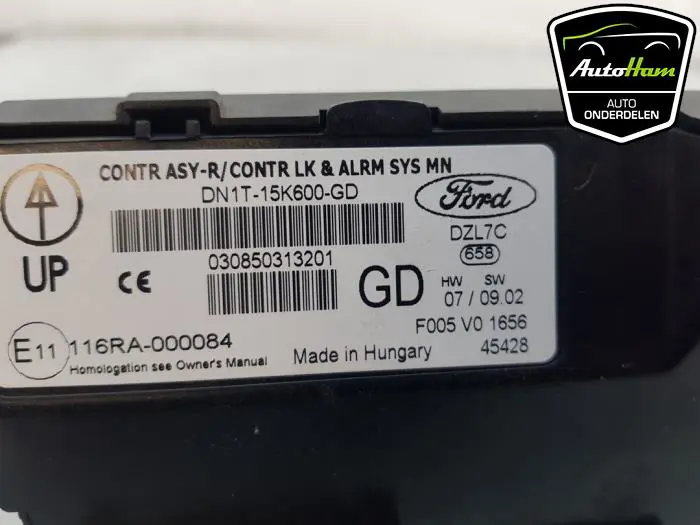 AutoHam
AUTO
ONDERDELEN
CONTR ASY-R/CONTR LK & ALRM SYS MN
DN1T-15K600-GD
Ford
DZL7C
658
UP
CE
030850313201
GD
HW SW
07 / 09.02
F005 V0 1656
45428
E11 116RA-000084
Homologation see Owner's Manual
Made in Hungary